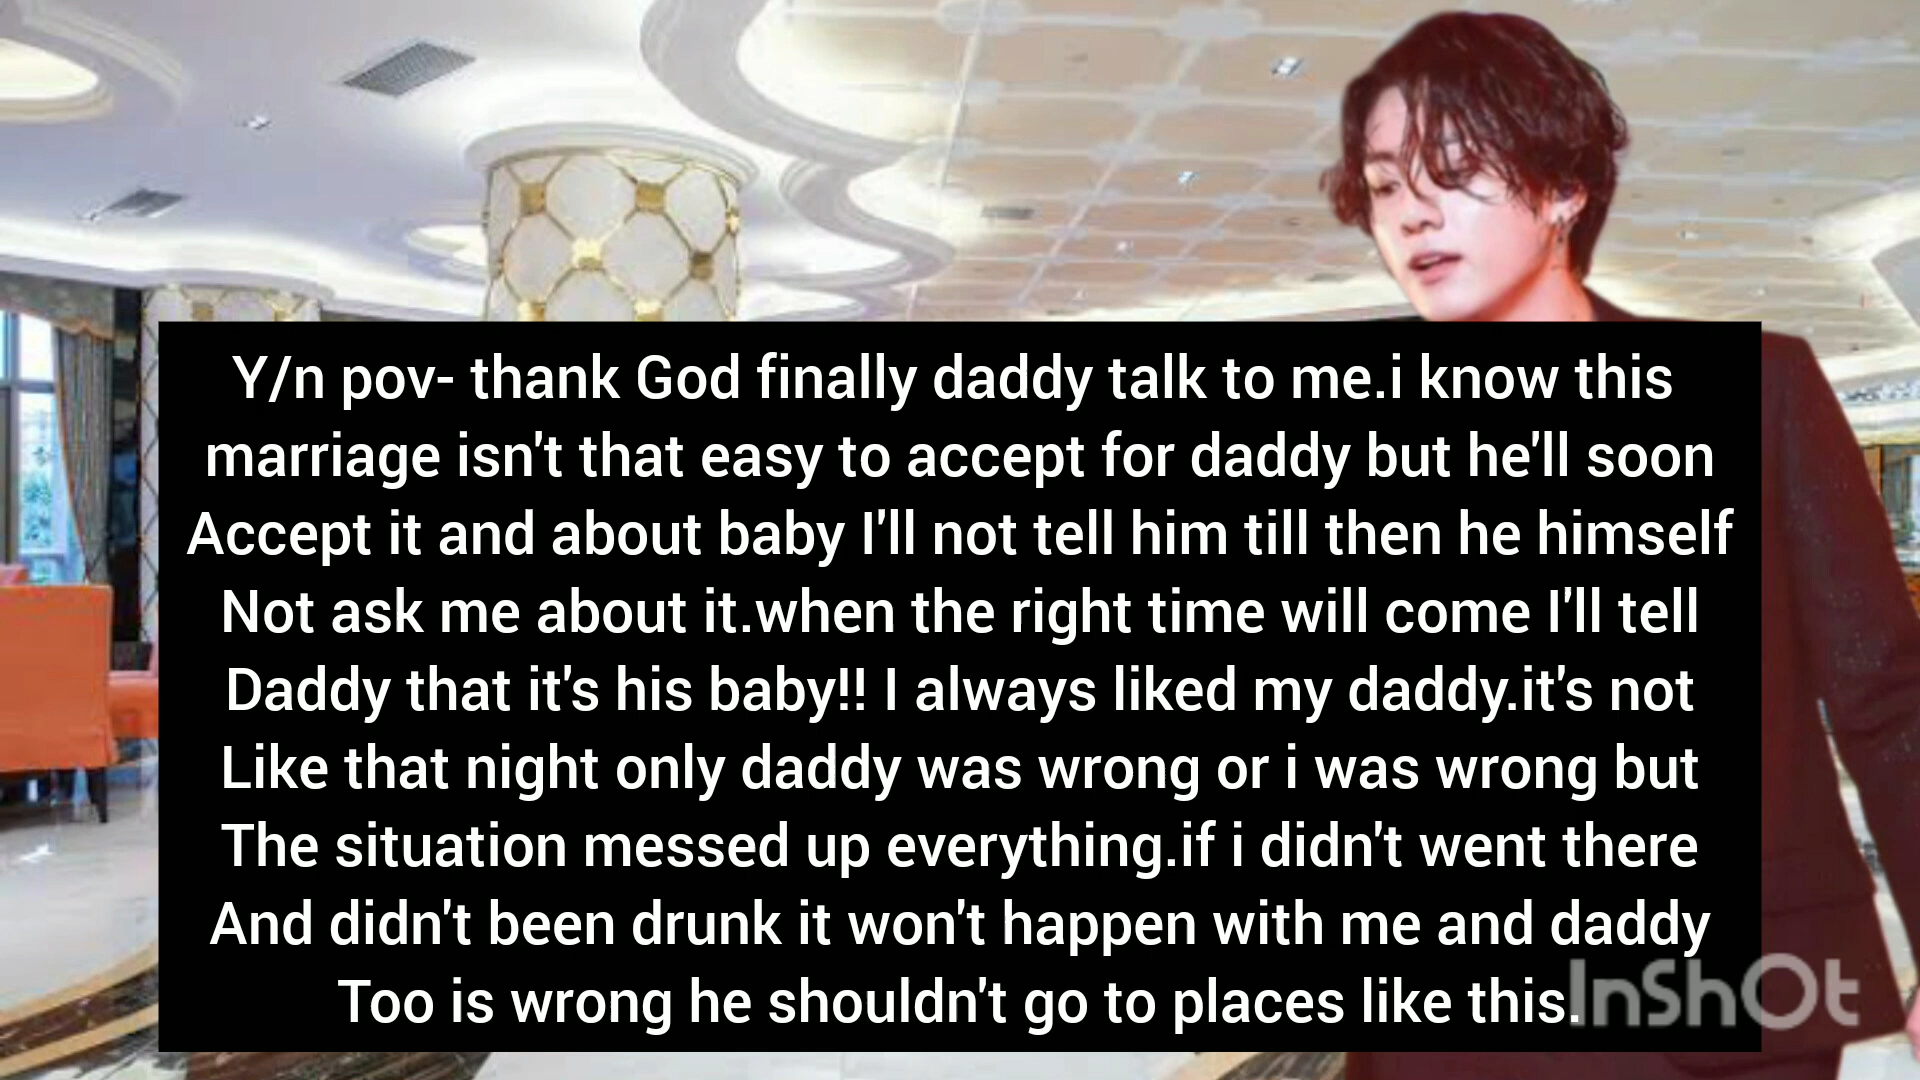 Y/n pov- thank God finally daddy talk to me.i know this
marriage isn't that easy to accept for daddy but he'll soon
Accept it and about baby I'll not tell him till then he himself
Not ask me about it.when the right time will come I'll tell
Daddy that it's his baby!! I always liked my daddy.it's not
Like that night only daddy was wrong or i was wrong but
The situation messed up everything.if i didn't went there
And didn't been drunk it won't happen with me and daddy
Too is wrong he shouldn't go to places like this.
InShOt